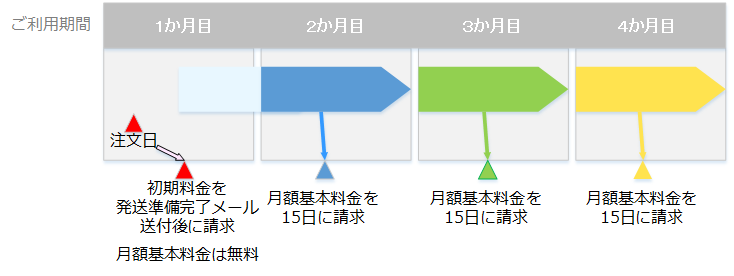 ご利用期間
1か月目
2か月目
3か月目
4か月目
注文日
初期料金を
発送準備完了メール
送付後に請求
月額基本料金は無料
月額基本料金を
15日に請求
月額基本料金を
15日に請求
月額基本料金を
15日に請求